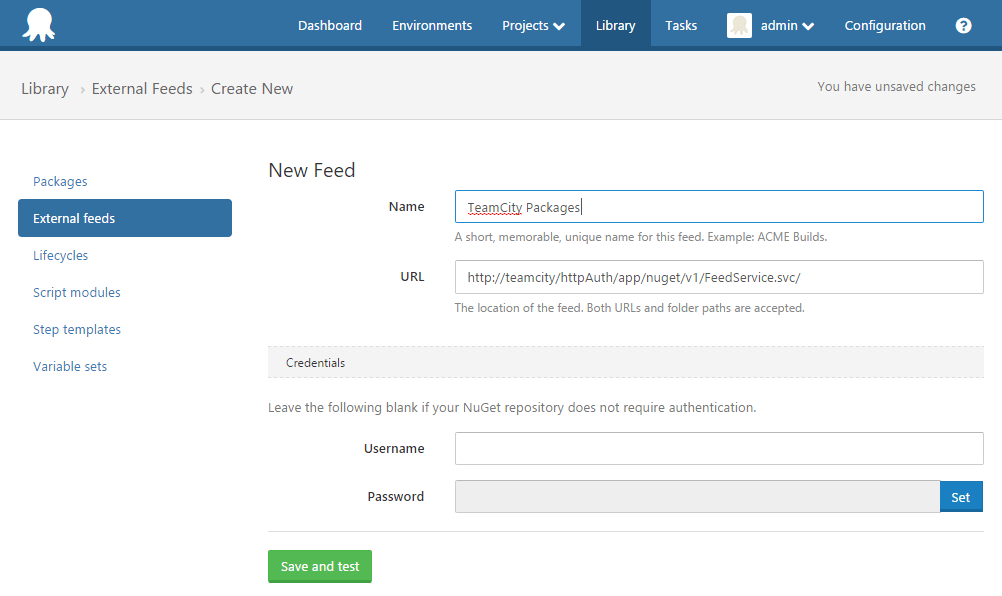 Dashboard Environments Projects Library Tasks admin Configuration ?
Library › External Feeds › Create New
You have unsaved changes
Packages
External feeds
Lifecycles
Script modules
Step templates
Variable sets
New Feed
Name TeamCity Packages
A short, memorable, unique name for this feed. Example: ACME Builds.
URL http://teamcity/httpAuth/app/nuget/v1/FeedService.svc/
The location of the feed. Both URLs and folder paths are accepted.
Credentials
Leave the following blank if your NuGet repository does not require authentication.
Username
Password Set
Save and test